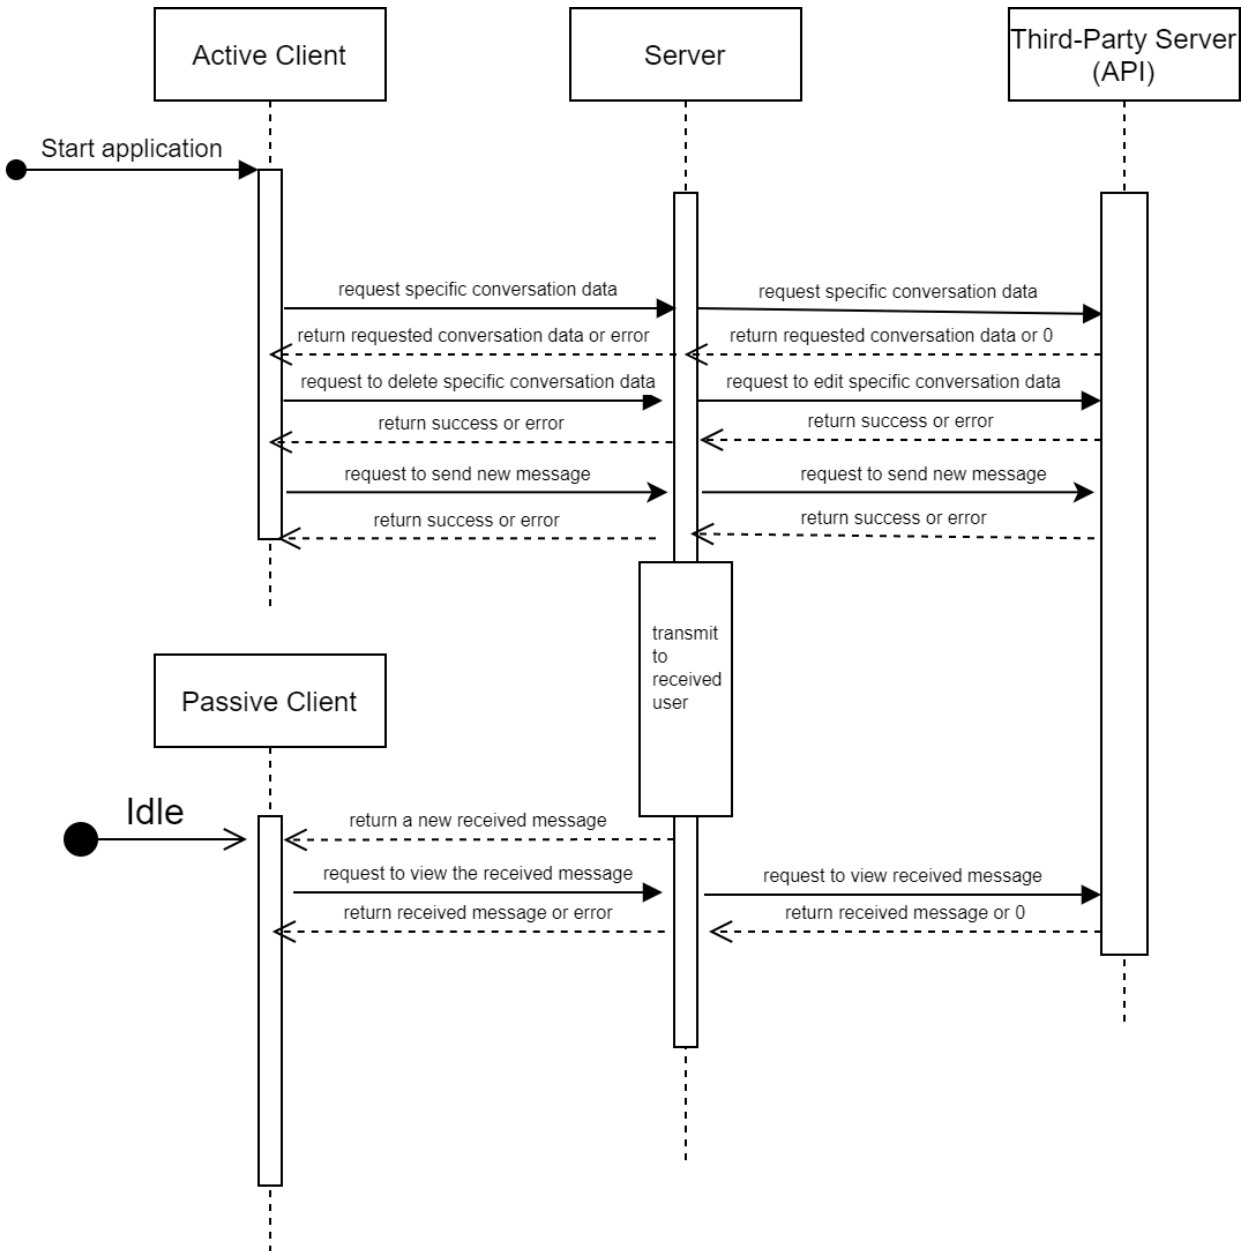 Active Client
Server
Third-Party Server
(API)
Start application
request specific conversation data
request specific conversation data
return requested conversation data or error
return requested conversation data or 0
request to delete specific conversation data
request to edit specific conversation data
return success or error
return success or error
request to send new message
request to send new message
return success or error
return success or error
transmit
to
received
user
Passive Client
Idle
return a new received message
request to view the received message
request to view received message
return received message or error
return received message or 0